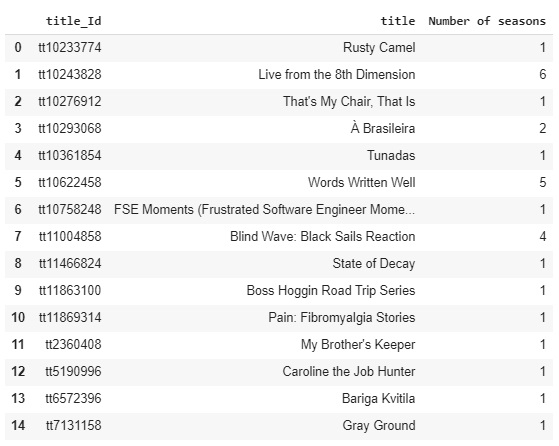 title_Id title Number of seasons
0 tt10233774 Rusty Camel 1
1 tt10243828 Live from the 8th Dimension 6
2 tt10276912 That's My Chair, That Is 1
3 tt10293068 À Brasileira 2
4 tt10361854 Tunadas 1
5 tt10622458 Words Written Well 5
6 tt10758248 FSE Moments (Frustrated Software Engineer Mome... 1
7 tt11004858 Blind Wave: Black Sails Reaction 4
8 tt11466824 State of Decay 1
9 tt11863100 Boss Hoggin Road Trip Series 1
10 tt11869314 Pain: Fibromyalgia Stories 1
11 tt2360408 My Brother's Keeper 1
12 tt5190996 Caroline the Job Hunter 1
13 tt6572396 Bariga Kvitila 1
14 tt7131158 Gray Ground 1